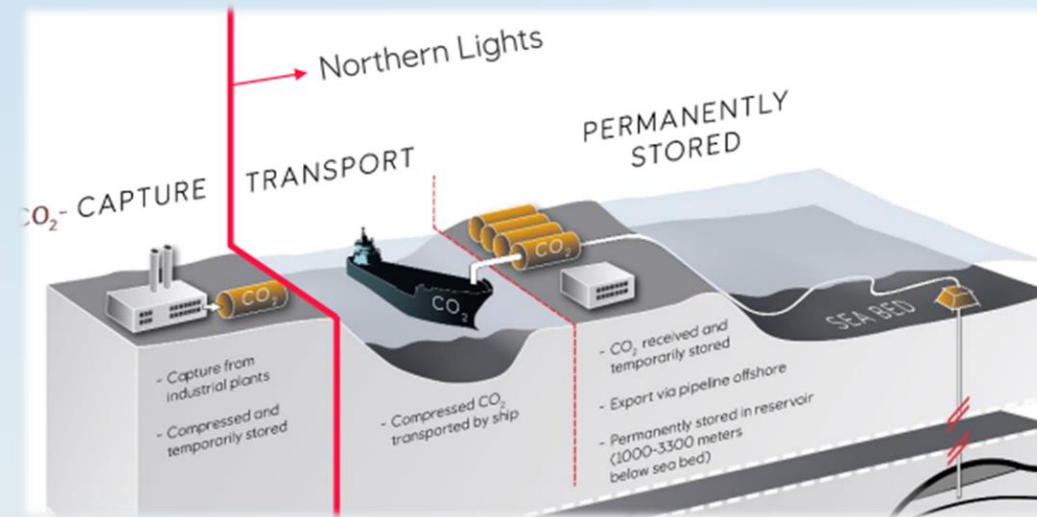 Northern Lights
CO₂- CAPTURE
TRANSPORT
PERMANENTLY
STORED
CO₂
CO₂
CO₂
SEA BED
- Capture from
industrial plants
- Compressed and
temporarily stored
- Compressed CO₂
transported by ship
- CO₂ received and
temporarily stored
- Export via pipeline offshore
- Permanently stored in reservoir
(1000-3300 meters
below sea bed)